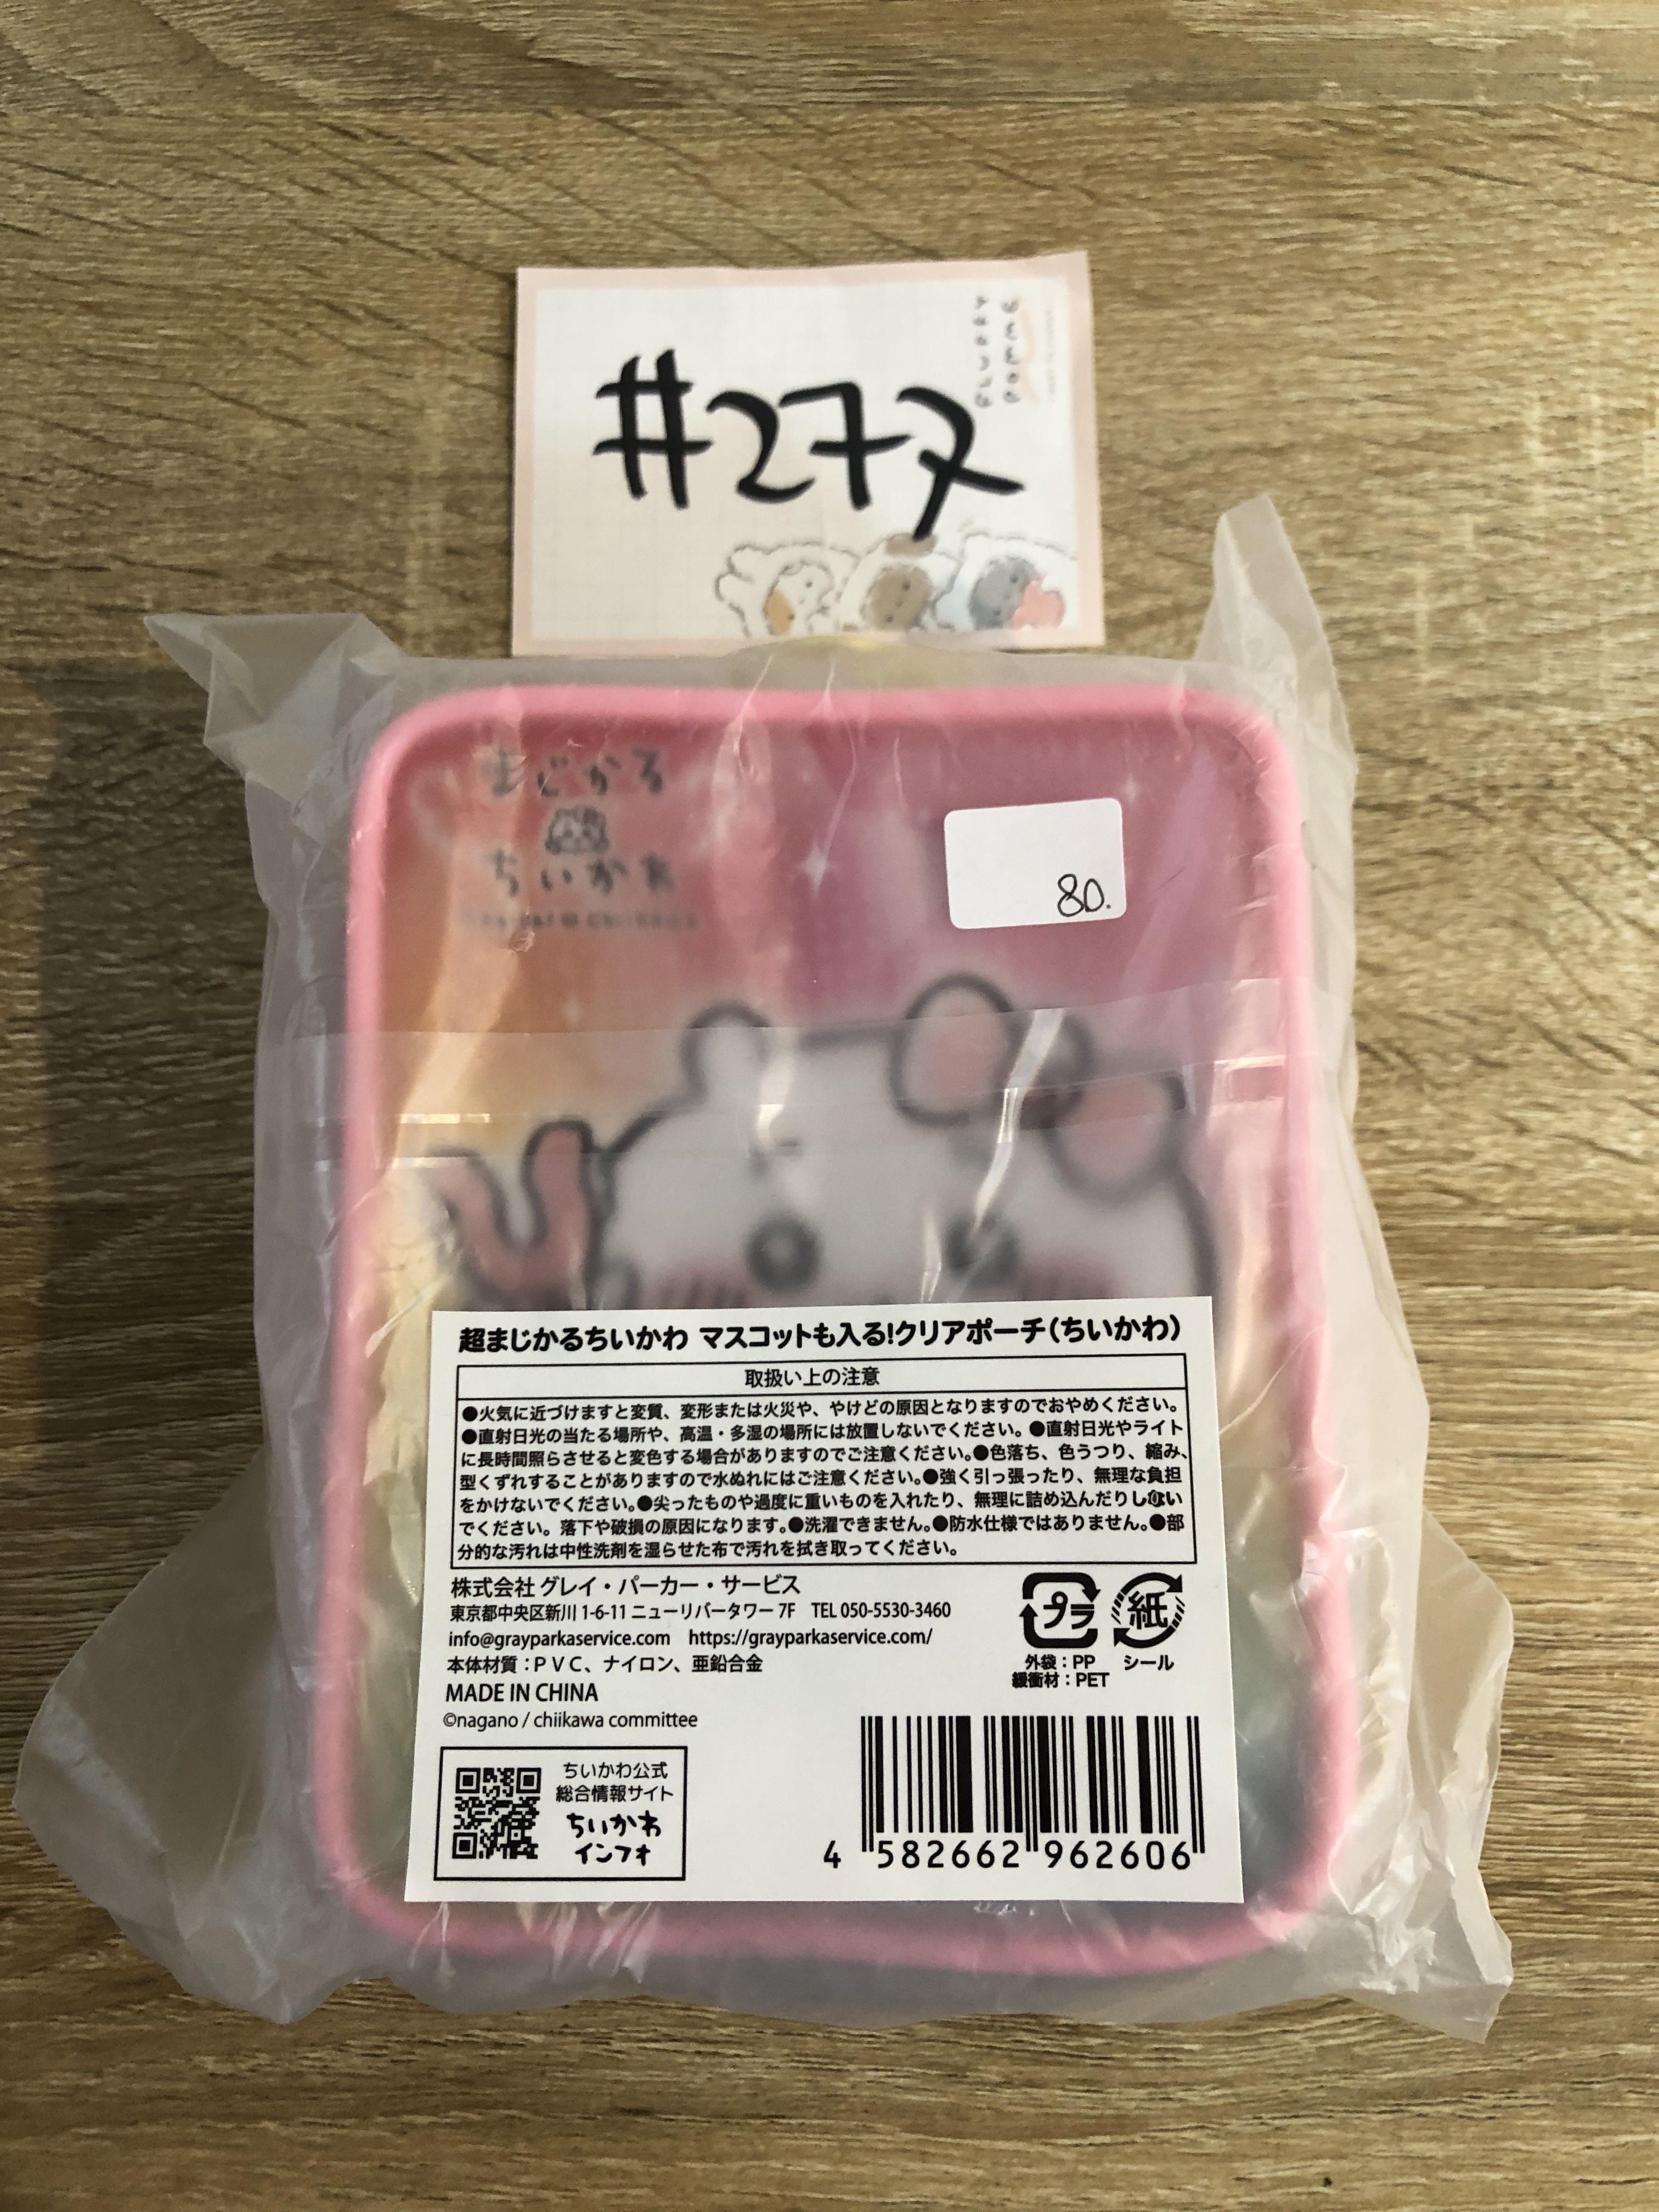 #277
まじかる
ちいかわ
80.
超まじかるちいかわ マスコットも入る!クリアポーチ(ちいかわ)
取扱い上の注意
●火気に近づけますと変質、変形または火災や、やけどの原因となりますのでおやめください。
●直射日光の当たる場所や、高温・多湿の場所には放置しないでください。●直射日光やライト
に長時間照らさせると変色する場合がありますのでご注意ください。●色落ち、色うつり、縮み、
型くずれすることがありますので水ぬれにはご注意ください。●強く引っ張ったり、無理な負担
をかけないでください。●尖ったものや過度に重いものを入れたり、無理に詰め込んだりしない
でください。落下や破損の原因になります。●洗濯できません。●防水仕様ではありません。●部
分的な汚れは中性洗剤を湿らせた布で汚れを拭き取ってください。
株式会社 グレイ・パーカー・サービス
東京都中央区新川 1-6-11 ニューリバータワー 7F TEL 050-5530-3460
info@grayparkaservice.com https://grayparkaservice.com/
本体材質:PVC、ナイロン、亜鉛合金
MADE IN CHINA
©nagano / chiikawa committee
プラ 紙
外袋:PP シール
緩衝材:PET
ちいかわ公式
総合情報サイト
ちいかわ
インフォ
4 582662 962606